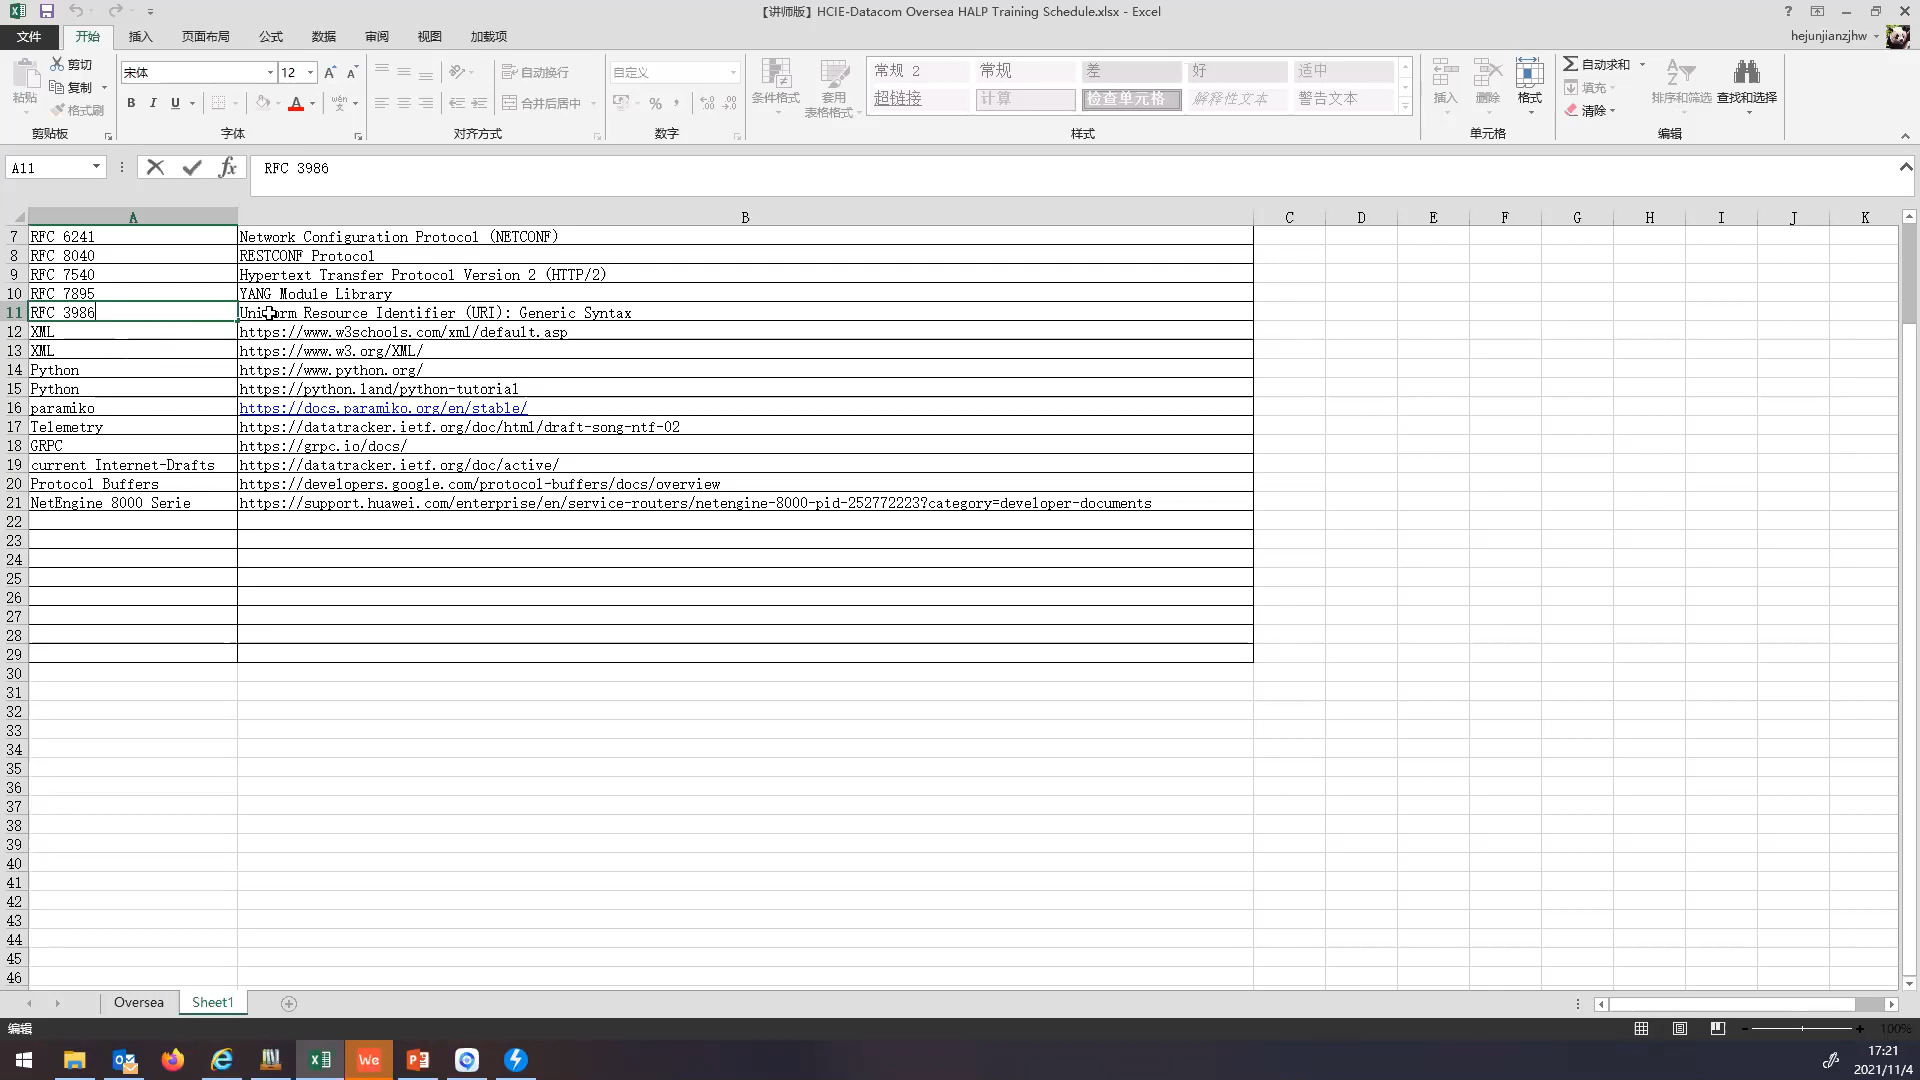 【讲师版】HCIE-Datacom Oversea HALP Training Schedule.xlsx - Excel
文件 开始 插入 页面布局 公式 数据 审阅 视图 加载项
hejunjianzjhw
粘贴
剪切
复制
格式刷
剪贴板
宋体 12
B I U A wén
字体
自动换行
合并后居中
对齐方式
自定义
数字
条件格式
套用
表格格式
常规 2 常规 差 好 适中
超链接 计算 检查单元格 解释性文本 警告文本
样式
插入 删除 格式
单元格
自动求和
填充
清除
排序和筛选 查找和选择
编辑
A11 fx RFC 3986
A B C D E F G H I J K
7 RFC 6241 Network Configuration Protocol (NETCONF)
8 RFC 8040 RESTCONF Protocol
9 RFC 7540 Hypertext Transfer Protocol Version 2 (HTTP/2)
10 RFC 7895 YANG Module Library
11 RFC 3986 Uniform Resource Identifier (URI): Generic Syntax
12 XML https://www.w3schools.com/xml/default.asp
13 XML https://www.w3.org/XML/
14 Python https://www.python.org/
15 Python https://python.land/python-tutorial
16 paramiko https://docs.paramiko.org/en/stable/
17 Telemetry https://datatracker.ietf.org/doc/html/draft-song-ntf-02
18 GRPC https://grpc.io/docs/
19 current Internet-Drafts https://datatracker.ietf.org/doc/active/
20 Protocol Buffers https://developers.google.com/protocol-buffers/docs/overview
21 NetEngine 8000 Serie https://support.huawei.com/enterprise/en/service-routers/netengine-8000-pid-252772223?category=developer-documents
22
23
24
25
26
27
28
29
30
31
32
33
34
35
36
37
38
39
40
41
42
43
44
45
46
Oversea Sheet1
编辑
100%
We
17:21
2021/11/4